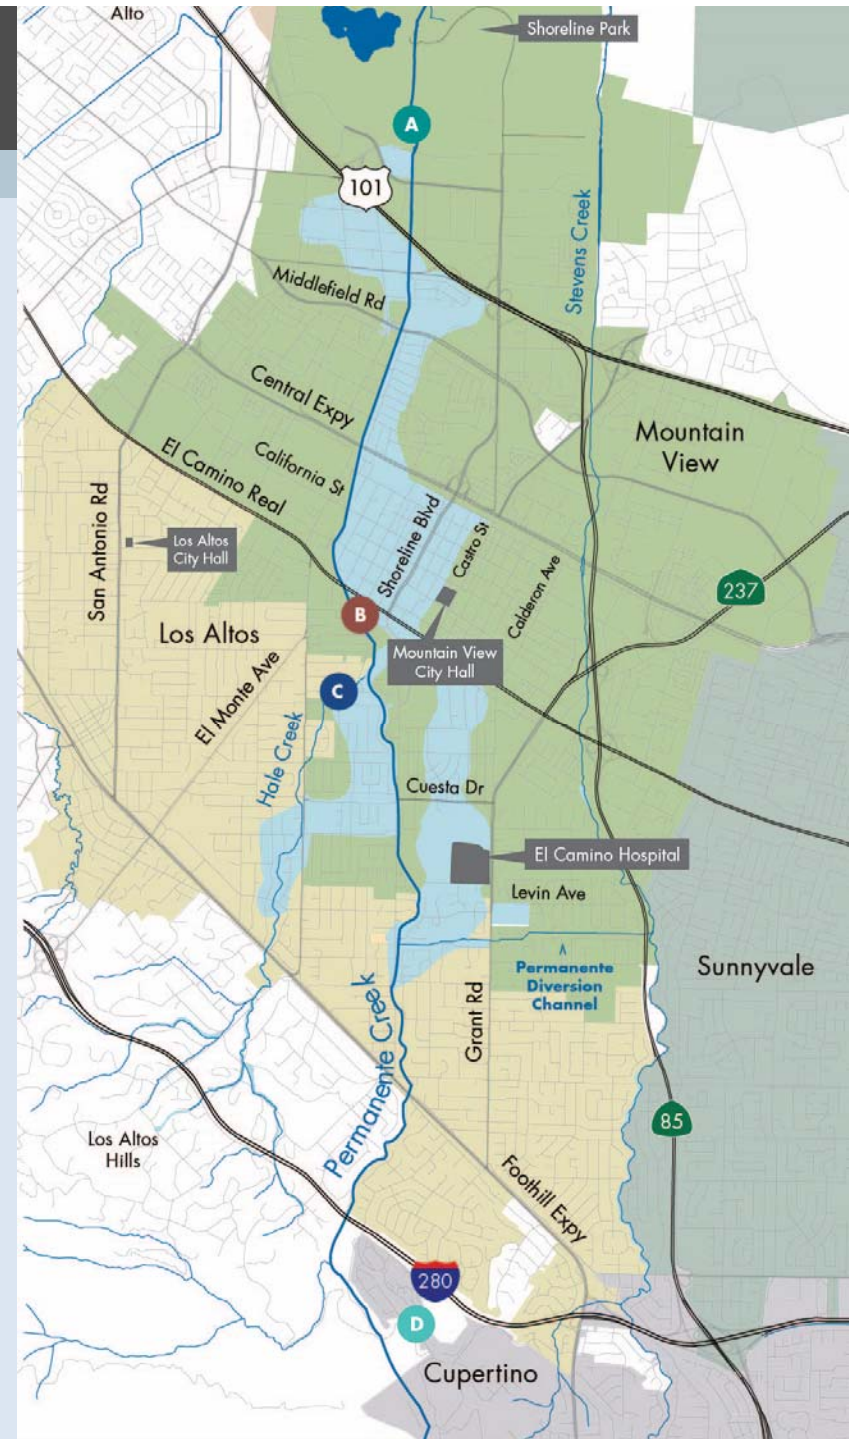 Alto
Shoreline Park
A
101
Stevens Creek
Middlefield Rd
Central Expy
Mountain
View
California St
El Camino Real
San Antonio Rd
Los Altos
City Hall
Shoreline Blvd
Castro St
Calderon Ave
237
B
Los Altos
Mountain View
City Hall
El Monte Ave
C
Hale Creek
Cuesta Dr
El Camino Hospital
Levin Ave
Sunnyvale
^
Permanente
Diversion
Channel
Grant Rd
Permanente Creek
85
Los Altos
Hills
Foothill Expy
280
D
Cupertino